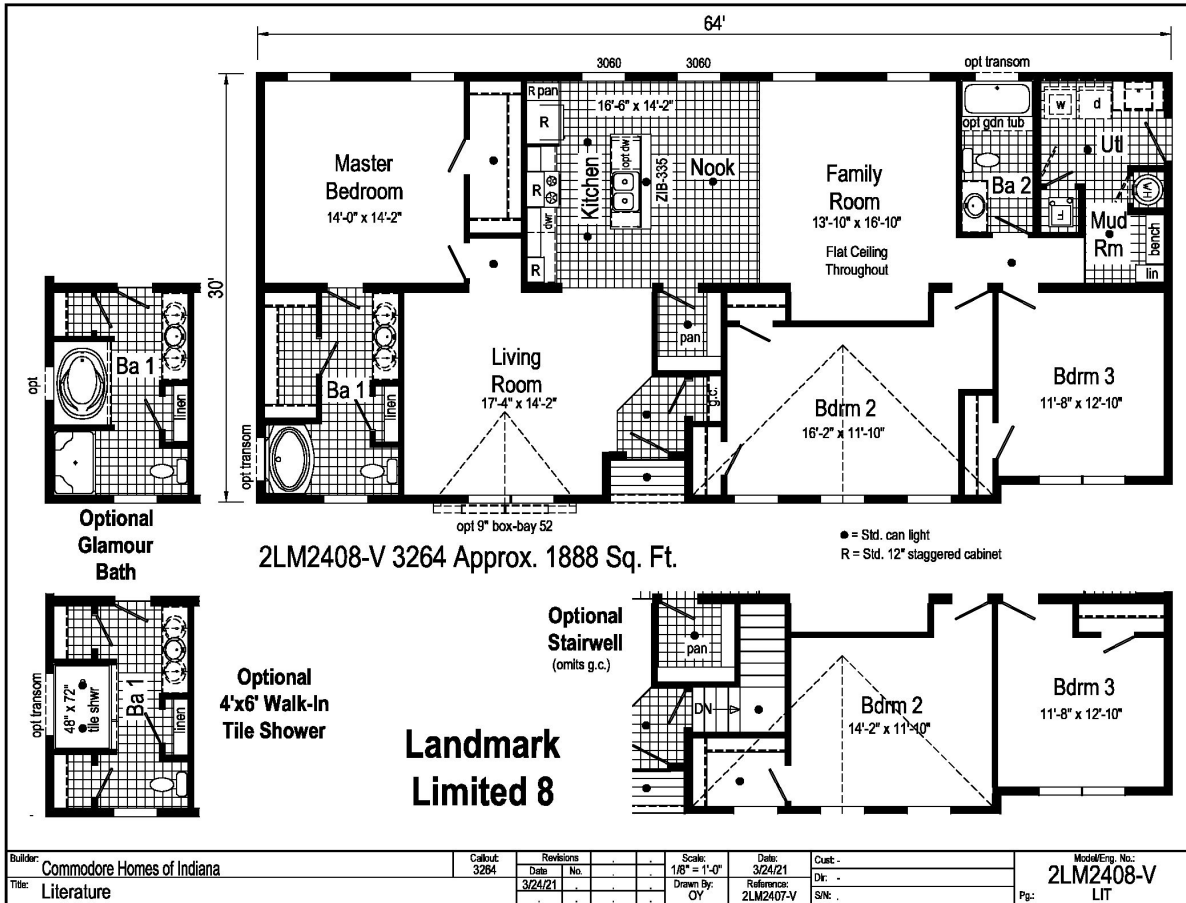 64'
30'
3060
3060
opt transom
R pan
R
16'-6" x 14'-2"
opt dw
ZIB-335
Kitchen
Nook
R
dwr
R
Master
Bedroom
14'-0" x 14'-2"
Family
Room
13'-10" x 16'-10"
Flat Ceiling
Throughout
opt gdn tub
Ba 2
w
d
Utl
WH
F
Mud
Rm
bench
lin
opt
Ba 1
linen
Optional
Glamour
Bath
Ba 1
linen
opt transom
Living
Room
17'-4" x 14'-2"
opt 9" box-bay 52
pan
g.c.
Bdrm 2
16'-2" x 11'-10"
Bdrm 3
11'-8" x 12'-10"
2LM2408-V 3264 Approx. 1888 Sq. Ft.
● = Std. can light
R = Std. 12" staggered cabinet
opt transom
48" x 72"
tile shwr
Ba 1
linen
Optional
4'x6' Walk-In
Tile Shower
Landmark
Limited 8
Optional
Stairwell
(omits g.c.)
pan
DN
Bdrm 2
14'-2" x 11'-10"
Bdrm 3
11'-8" x 12'-10"
Builder: Commodore Homes of Indiana
Title: Literature
Callout:
3264
Revisions
Date No.
3/24/21
Scale:
1/8" = 1'-0"
Drawn By:
OY
Date:
3/24/21
Reference:
2LM2407-V
Cust: -
Dlr: -
S/N: .
Model/Eng. No.:
2LM2408-V
Pg.: LIT